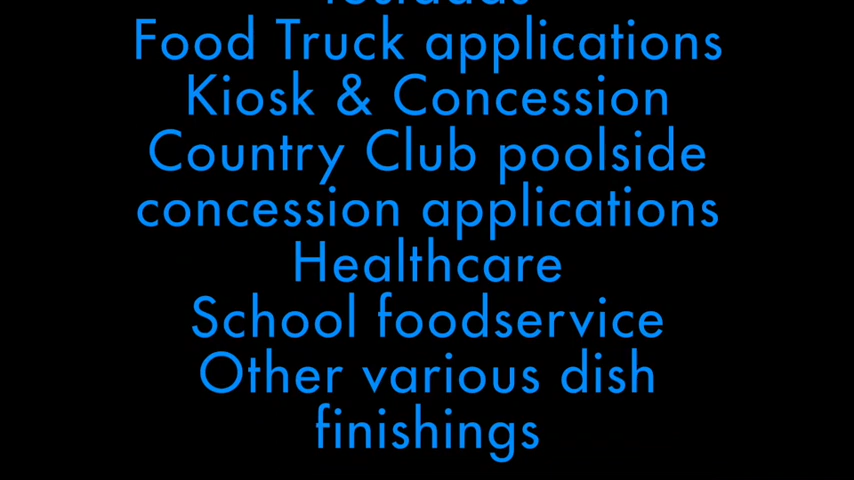 Food Truck applications
Kiosk & Concession
Country Club poolside
concession applications
Healthcare
School foodservice
Other various dish
finishings